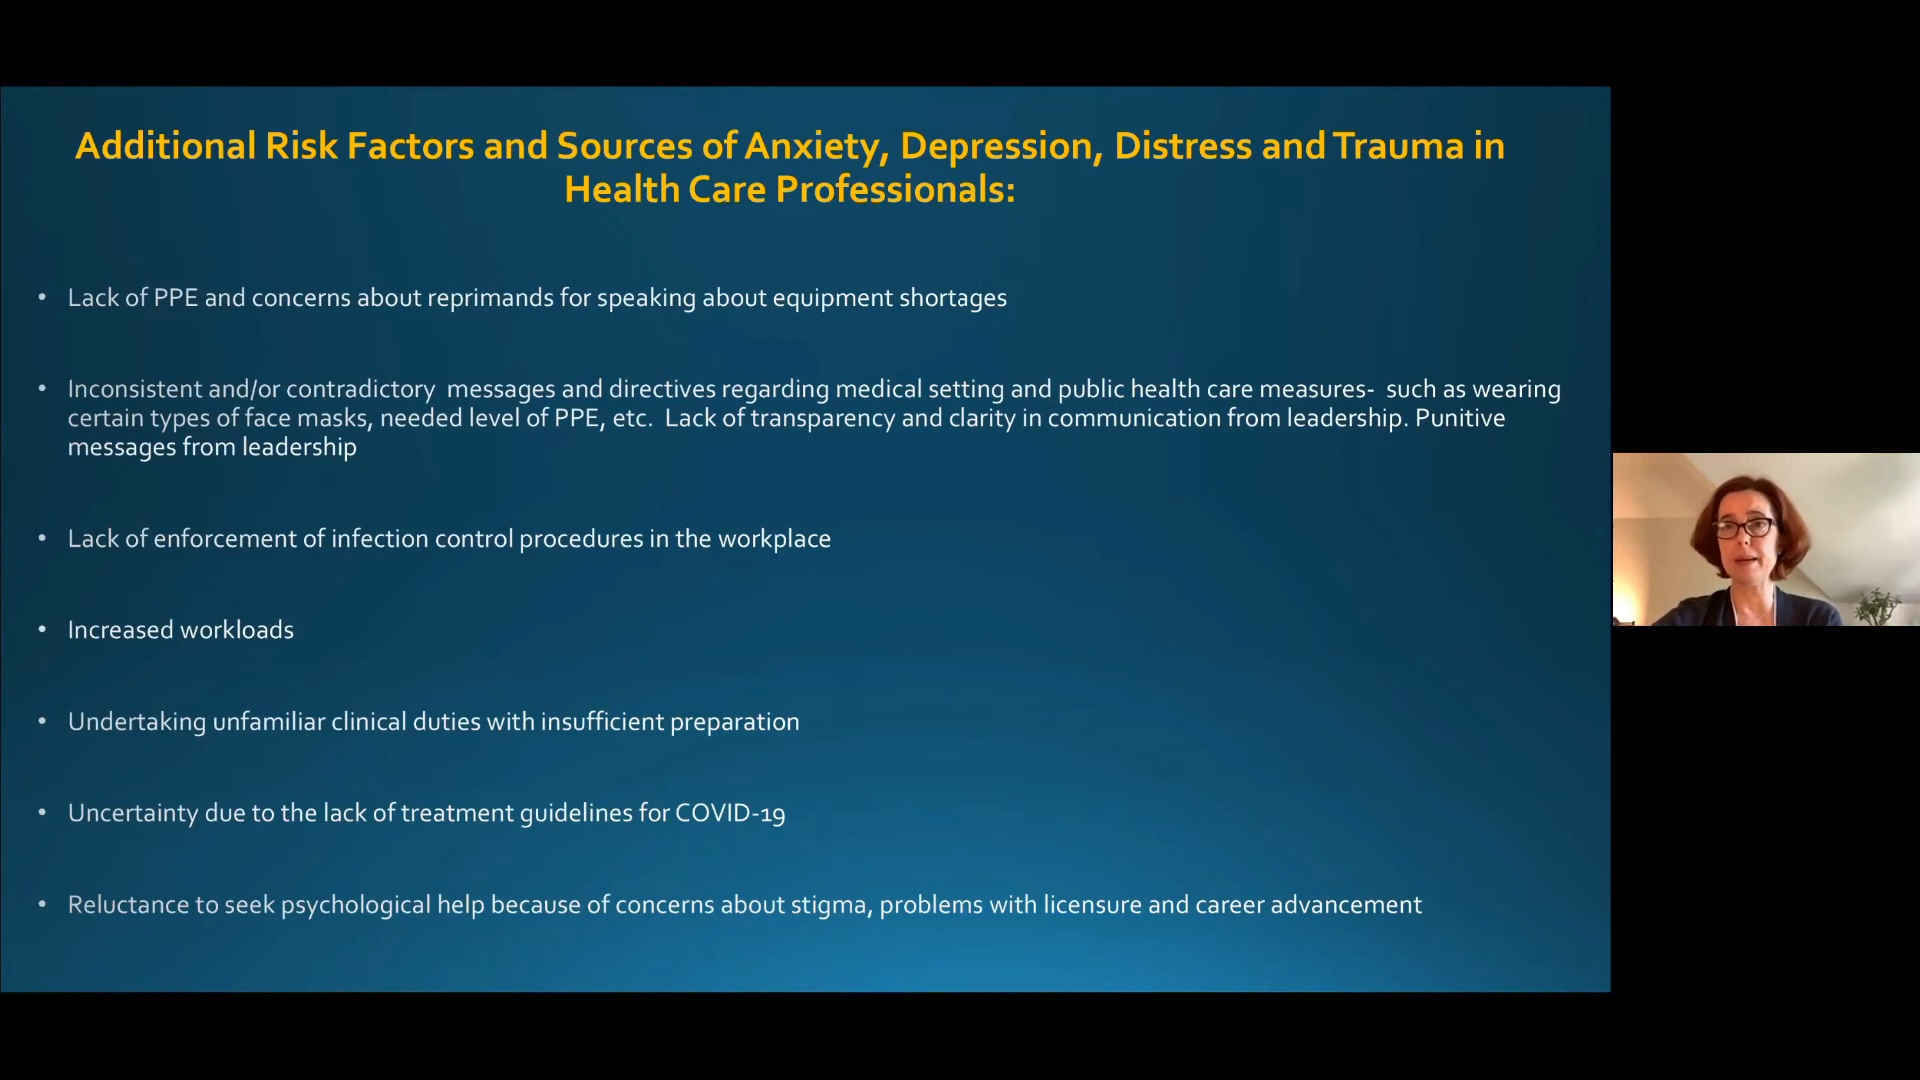 Additional Risk Factors and Sources of Anxiety, Depression, Distress and Trauma in
Health Care Professionals:
• Lack of PPE and concerns about reprimands for speaking about equipment shortages
• Inconsistent and/or contradictory  messages and directives regarding medical setting and public health care measures-  such as wearing
certain types of face masks, needed level of PPE, etc.  Lack of transparency and clarity in communication from leadership. Punitive
messages from leadership
• Lack of enforcement of infection control procedures in the workplace
• Increased workloads
• Undertaking unfamiliar clinical duties with insufficient preparation
• Uncertainty due to the lack of treatment guidelines for COVID-19
• Reluctance to seek psychological help because of concerns about stigma, problems with licensure and career advancement